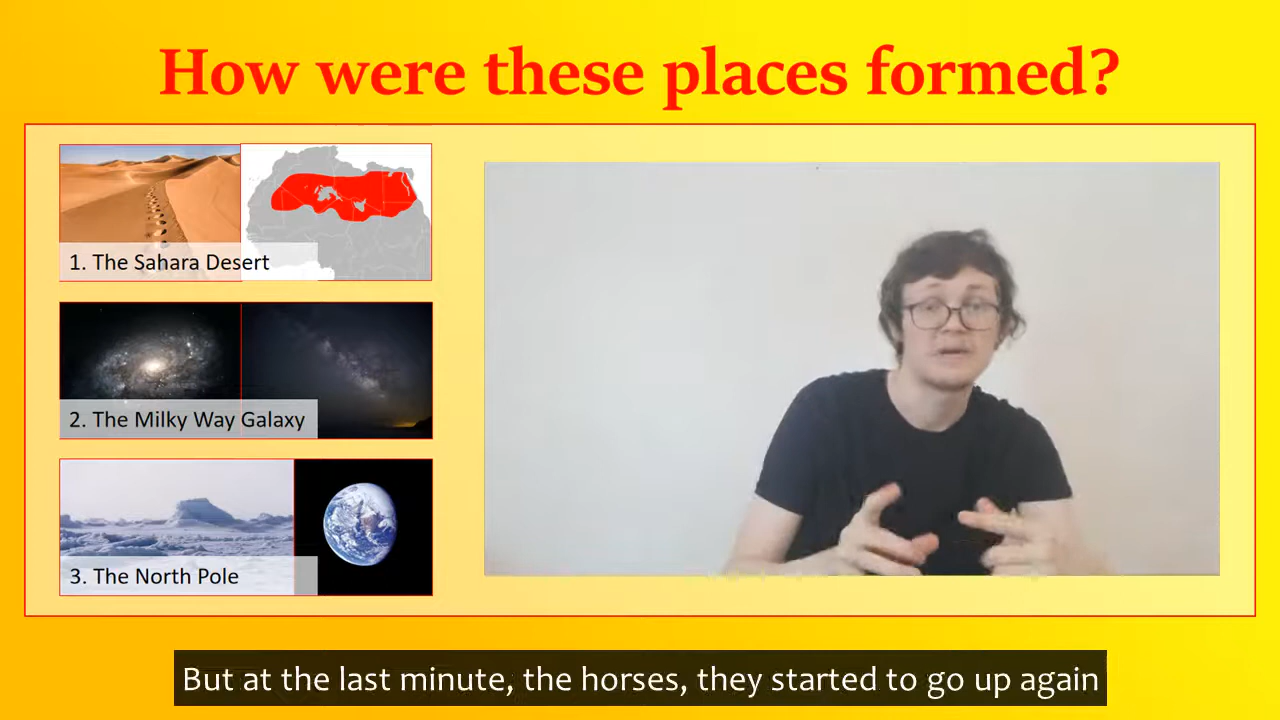 How were these places formed?
1. The Sahara Desert
2. The Milky Way Galaxy
3. The North Pole
But at the last minute, the horses, they started to go up again